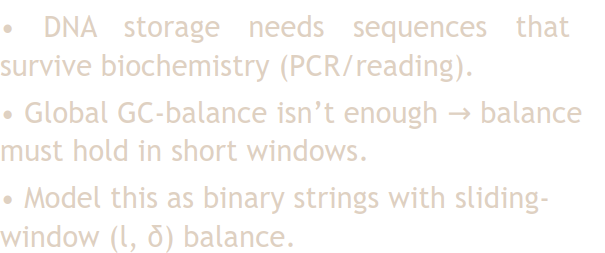 • DNA storage needs sequences that
survive biochemistry (PCR/reading).
• Global GC-balance isn’t enough → balance
must hold in short windows.
• Model this as binary strings with sliding-
window (l, δ) balance.